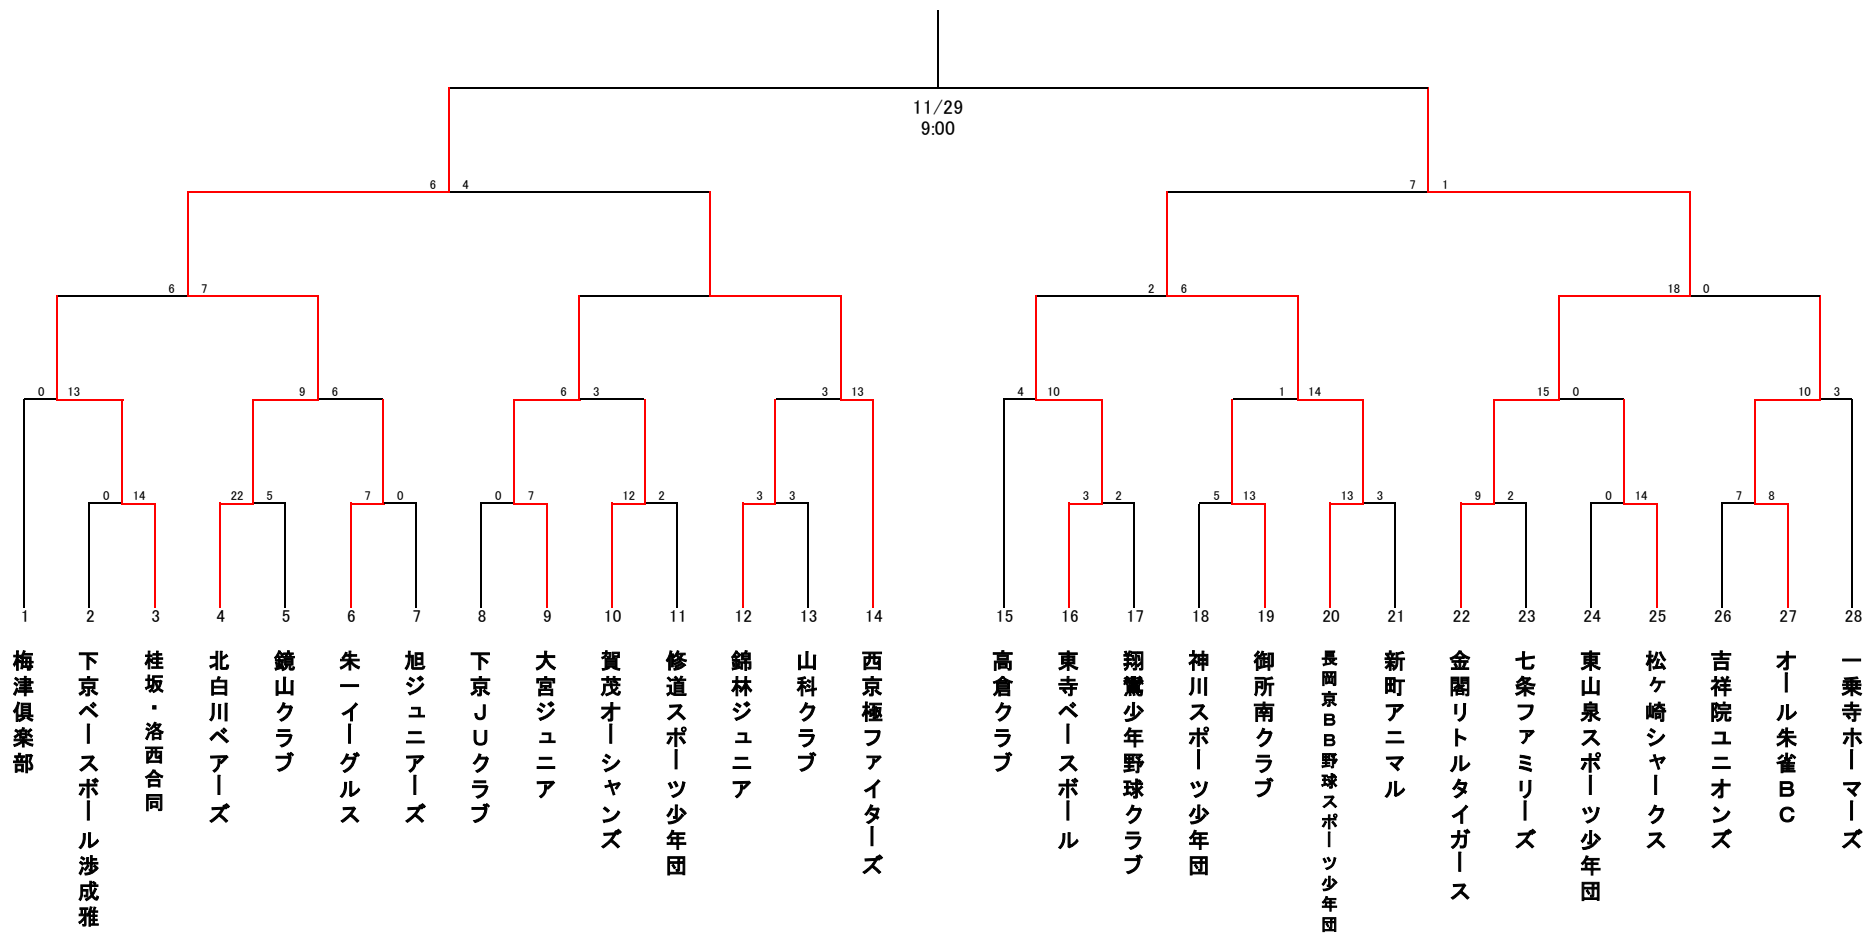 11/29
9:00
6 4
7 1
6 7
2 6
18 0
0 13
9 6
6 3
3 13
4 10
1 14
15 0
10 3
0 14
22 5
7 0
0 7
12 2
3 3
3 2
5 13
13 3
9 2
0 14
7 8
1
2
3
4
5
6
7
8
9
10
11
12
13
14
15
16
17
18
19
20
21
22
23
24
25
26
27
28
梅津倶楽部
下京ベースボール渉成雅
桂坂・洛西合同
北白川ベアーズ
鏡山クラブ
朱一イーグルス
旭ジュニアーズ
下京JUクラブ
大宮ジュニア
賀茂オーシャンズ
修道スポーツ少年団
錦林ジュニア
山科クラブ
西京極ファイターズ
高倉クラブ
東寺ベースボール
翔鸞少年野球クラブ
神川スポーツ少年団
御所南クラブ
長岡京BB野球スポーツ少年団
新町アニマル
金閣リトルタイガース
七条ファミリーズ
東山泉スポーツ少年団
松ヶ崎シャークス
吉祥院ユニオンズ
オール朱雀BC
一乗寺ホーマーズ